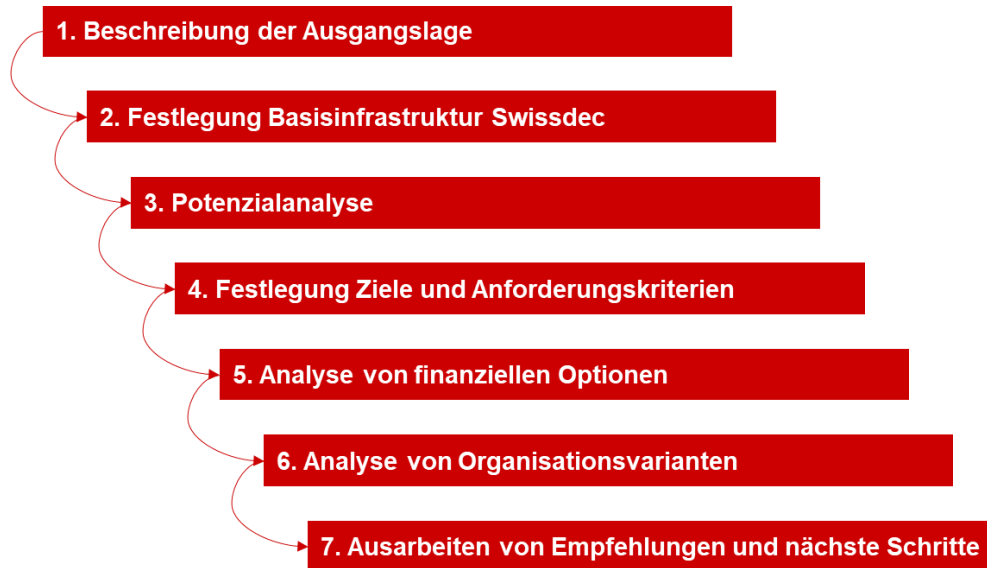 1. Beschreibung der Ausgangslage
2. Festlegung Basisinfrastruktur Swissdec
3. Potenzialanalyse
4. Festlegung Ziele und Anforderungskriterien
5. Analyse von finanziellen Optionen
6. Analyse von Organisationsvarianten
7. Ausarbeiten von Empfehlungen und nächste Schritte